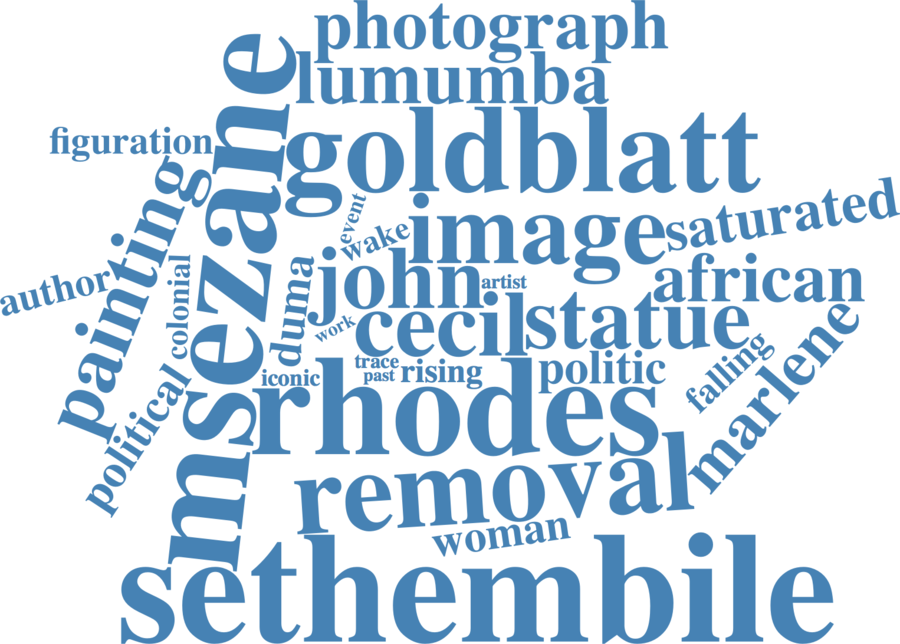 photograph
lumumba
msezane
figuration
goldblatt
painting
event
wake
image
saturated
author
colonial
duma
john
artist
african
work
cecil
statue
trace
past
iconic
rising
politic
falling
marlene
political
rhodes
removal
woman
sethembile